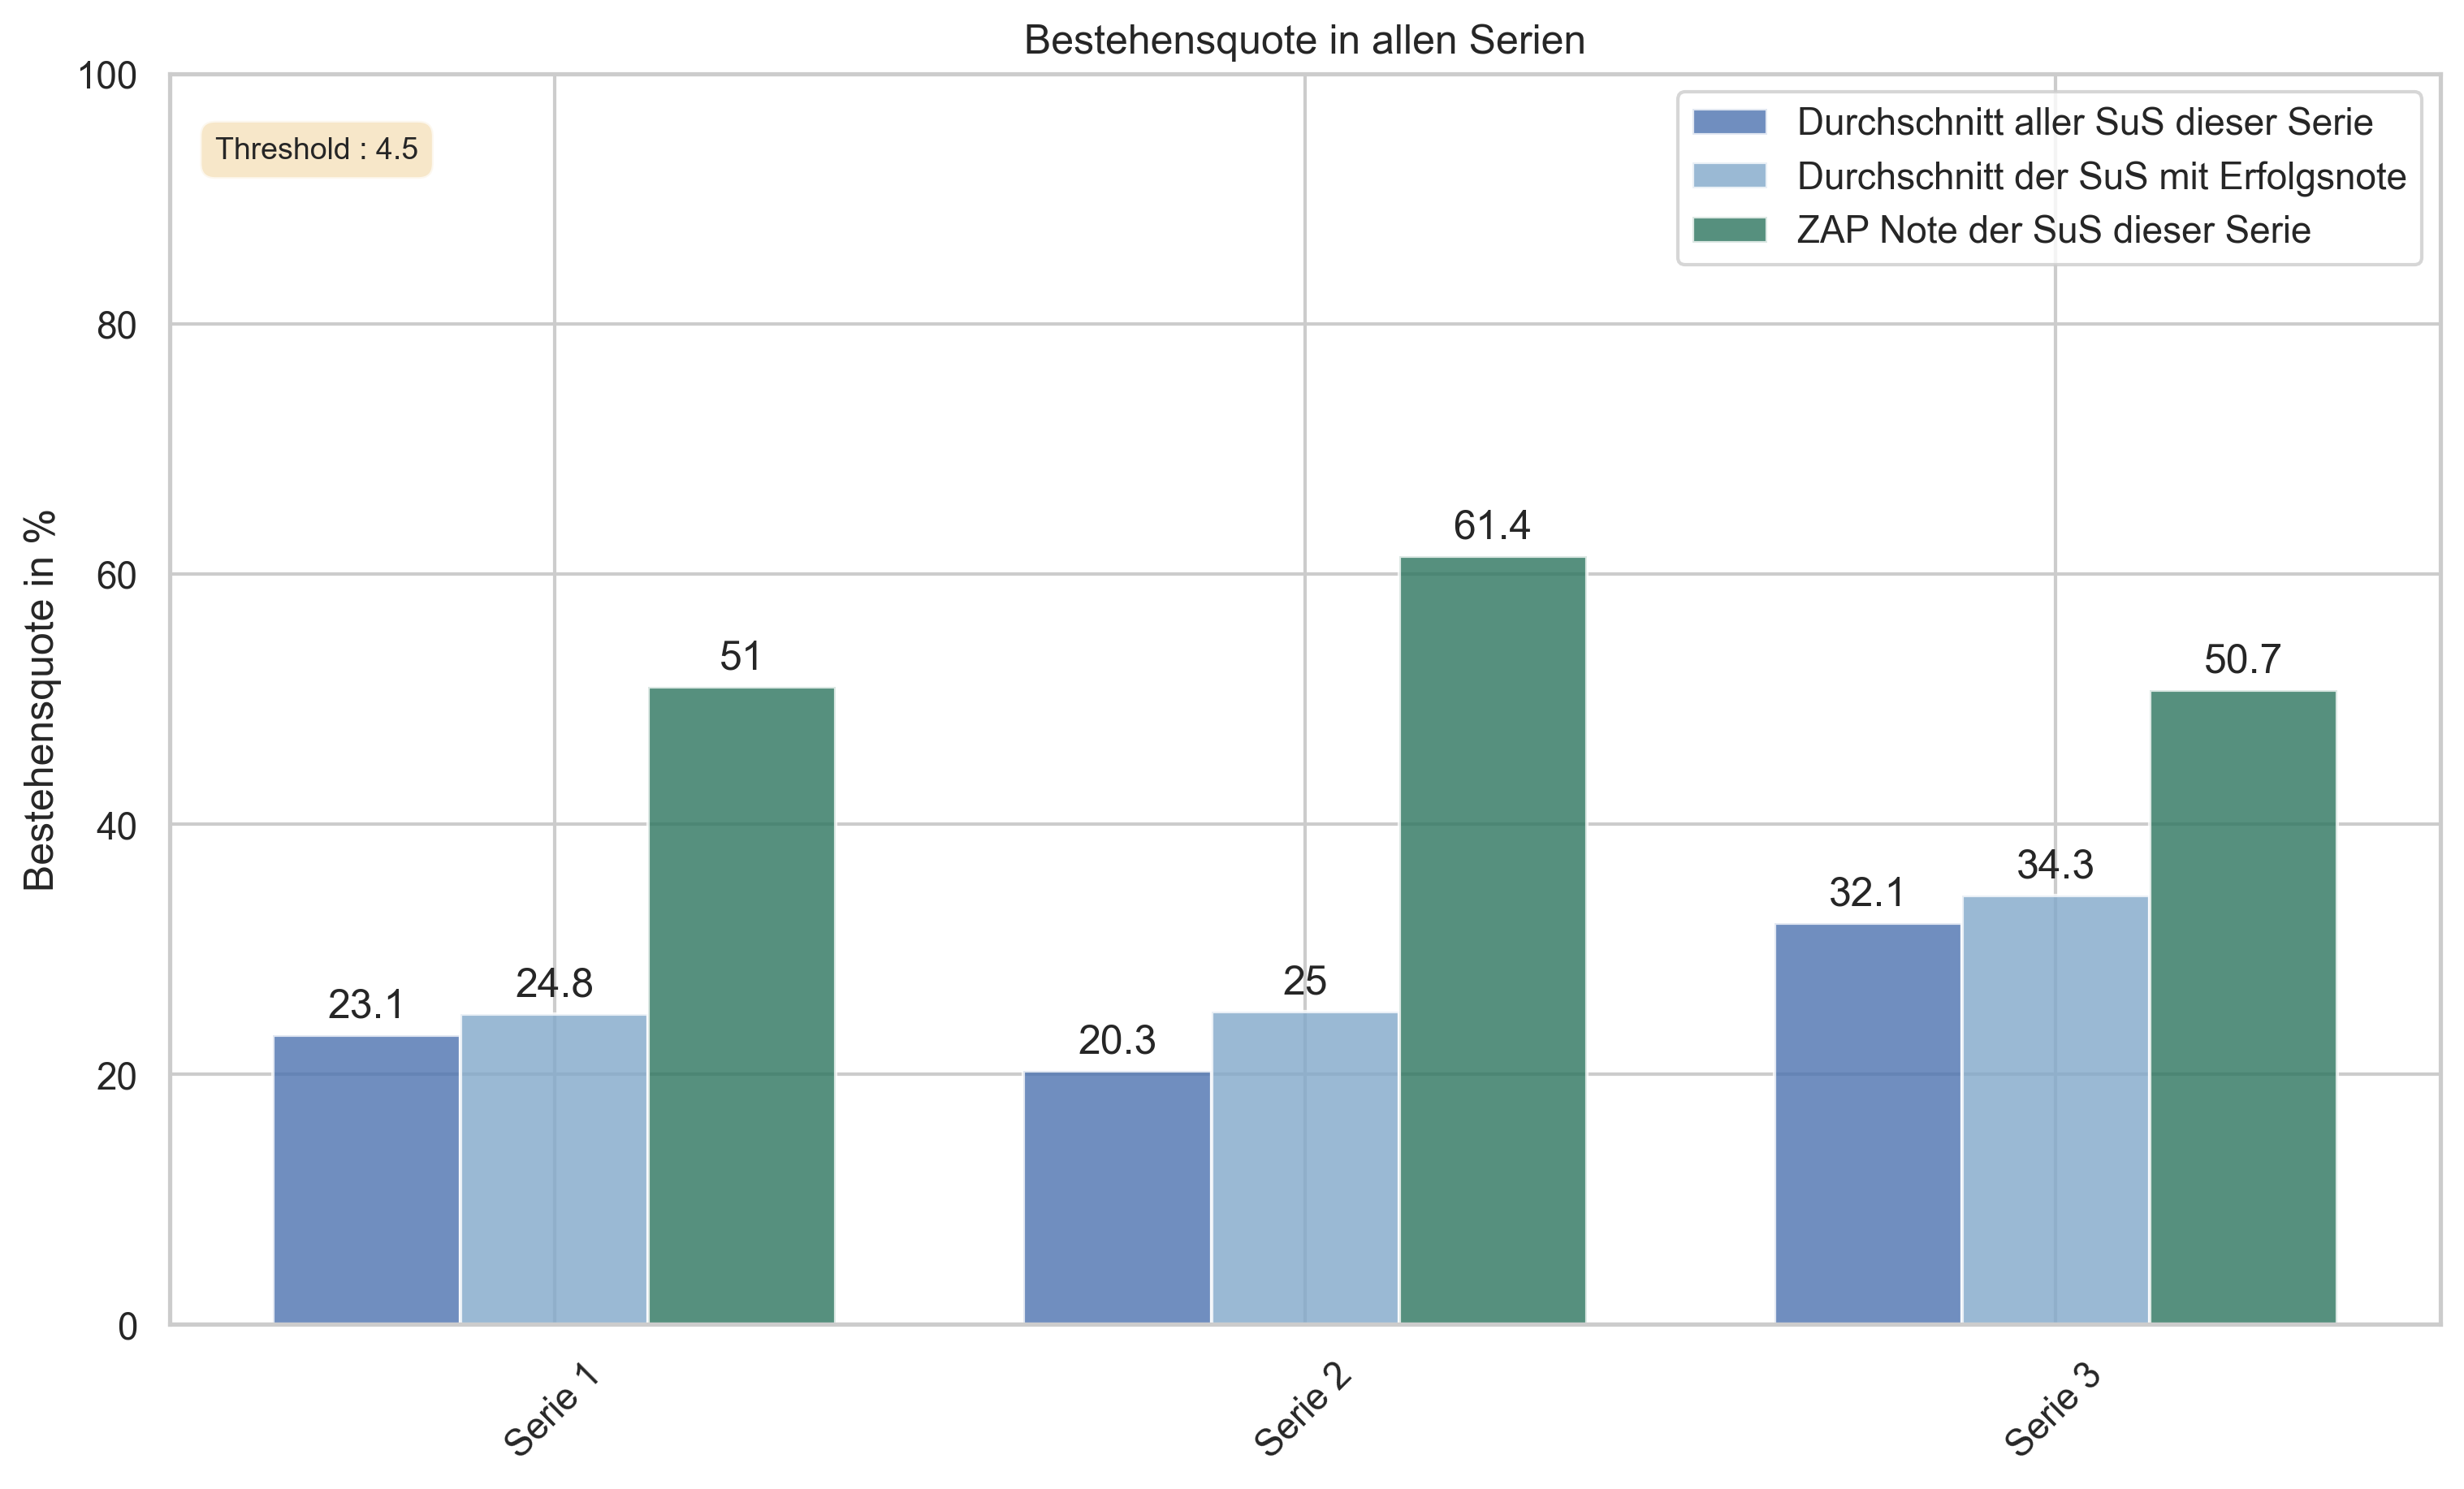 Bestehensquote in allen Serien
100
80
60
40
20
0
Bestehensquote in %
Threshold : 4.5
Durchschnitt aller SuS dieser Serie
Durchschnitt der SuS mit Erfolgsnote
ZAP Note der SuS dieser Serie
23.1
24.8
51
20.3
25
61.4
32.1
34.3
50.7
Serie 1
Serie 2
Serie 3